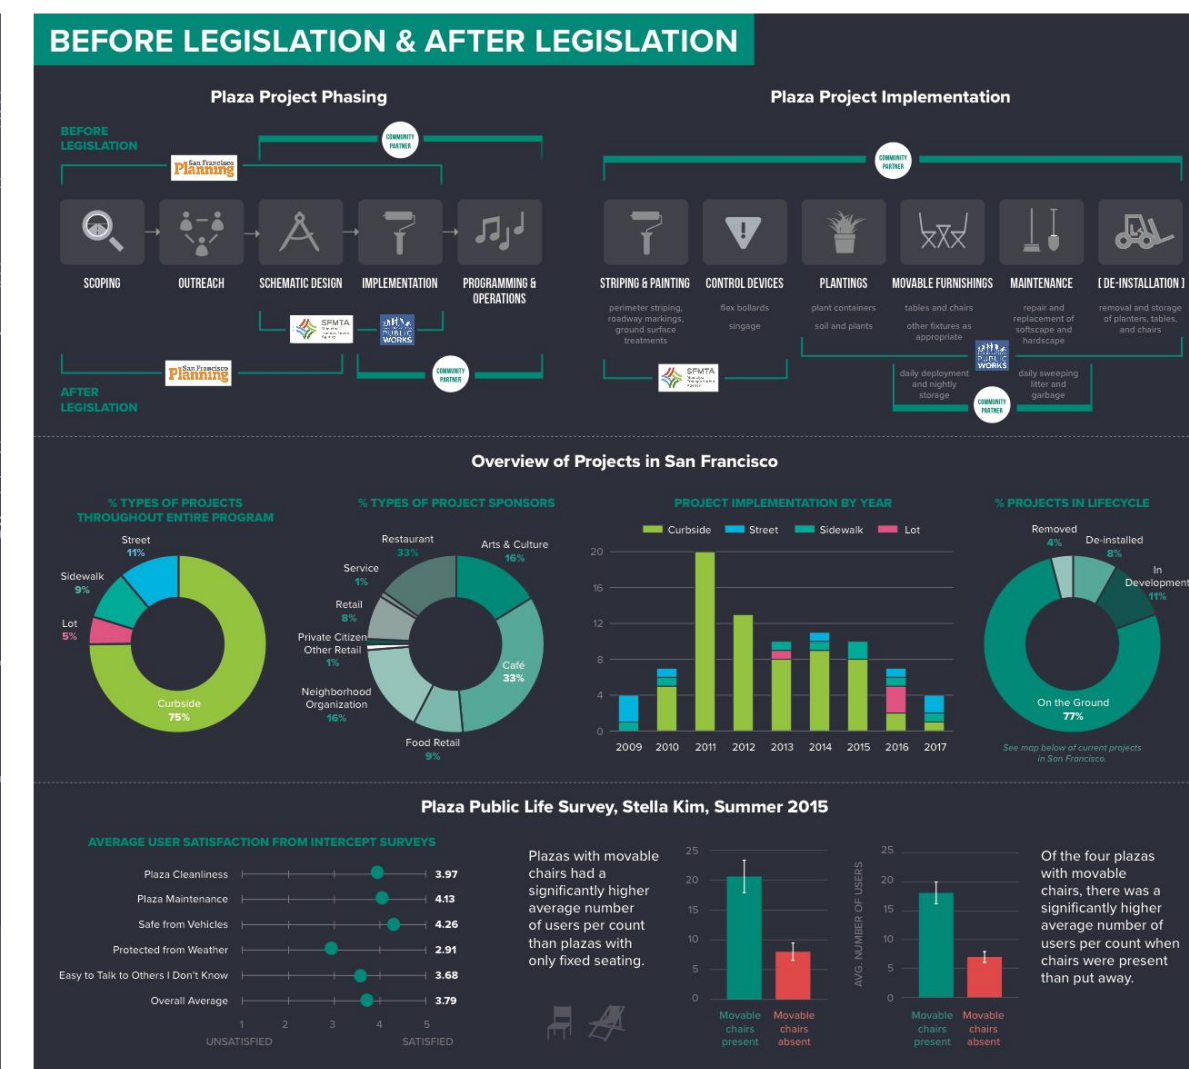 BEFORE LEGISLATION & AFTER LEGISLATION
Plaza Project Phasing
BEFORE
LEGISLATION
COMMUNITY
PARTNER
San Francisco
Planning
SCOPING
OUTREACH
SCHEMATIC DESIGN
IMPLEMENTATION
PROGRAMMING &
OPERATIONS
SFMTA
PUBLIC
WORKS
San Francisco
Planning
COMMUNITY
PARTNER
AFTER
LEGISLATION
Plaza Project Implementation
COMMUNITY
PARTNER
STRIPING & PAINTING
CONTROL DEVICES
PLANTINGS
MOVABLE FURNISHINGS
MAINTENANCE
[ DE-INSTALLATION ]
perimeter striping,
roadway markings,
ground surface
treatments
flex bollards
singage
plant containers
soil and plants
tables and chairs
other fixtures as
appropriate
repair and
replacement of
softscape and
hardscape
removal and storage
of planters, tables,
and chairs
SFMTA
PUBLIC
WORKS
daily deployment
and nightly
storage
daily sweeping
litter and
garbage
COMMUNITY
PARTNER
Overview of Projects in San Francisco
% TYPES OF PROJECTS
THROUGHOUT ENTIRE PROGRAM
Street
11%
Sidewalk
9%
Lot
5%
Curbside
75%
% TYPES OF PROJECT SPONSORS
Restaurant
33%
Arts & Culture
16%
Service
1%
Retail
8%
Private Citizen
Other Retail
1%
Café
33%
Neighborhood
Organization
16%
Food Retail
9%
PROJECT IMPLEMENTATION BY YEAR
Curbside Street Sidewalk Lot
20
16
12
8
4
0
2009 2010 2011 2012 2013 2014 2015 2016 2017
% PROJECTS IN LIFECYCLE
Removed
4%
De-installed
8%
In
Development
11%
On the Ground
77%
See map below of current projects
in San Francisco.
Plaza Public Life Survey, Stella Kim, Summer 2015
AVERAGE USER SATISFACTION FROM INTERCEPT SURVEYS
Plaza Cleanliness 3.97
Plaza Maintenance 4.13
Safe from Vehicles 4.26
Protected from Weather 2.91
Easy to Talk to Others I Don't Know 3.68
Overall Average 3.79
1 2 3 4 5
UNSATISFIED SATISFIED
Plazas with movable
chairs had a
significantly higher
average number
of users per count
than plazas with
only fixed seating.
25
20
15
10
5
0
Movable
chairs
present
Movable
chairs
absent
AVG. NUMBER OF USERS
25
20
15
10
5
0
Movable
chairs
present
Movable
chairs
absent
Of the four plazas
with movable
chairs, there was a
significantly higher
average number of
users per count when
chairs were present
than put away.